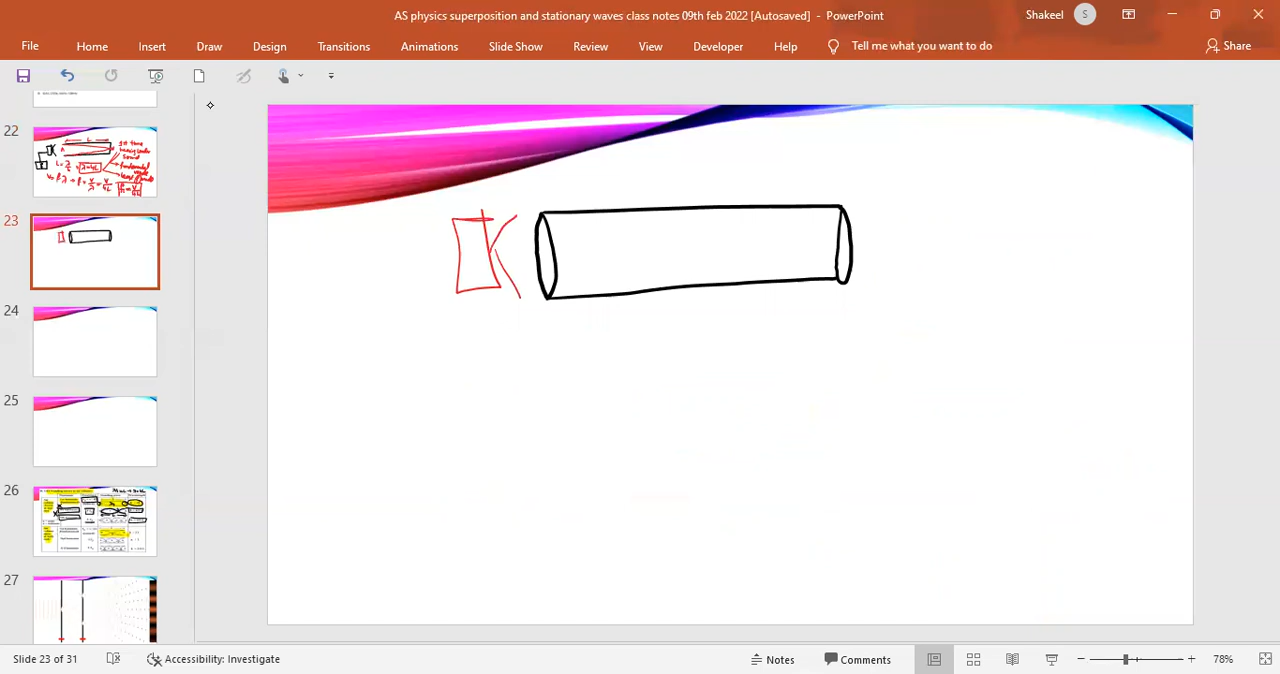 AS physics superposition and stationary waves class notes 09th feb 2022 [Autosaved] - PowerPoint
Shakeel S
File Home Insert Draw Design Transitions Animations Slide Show Review View Developer Help Tell me what you want to do Share
22
23
24
25
26
27
Slide 23 of 31 Accessibility: Investigate Notes Comments 78%